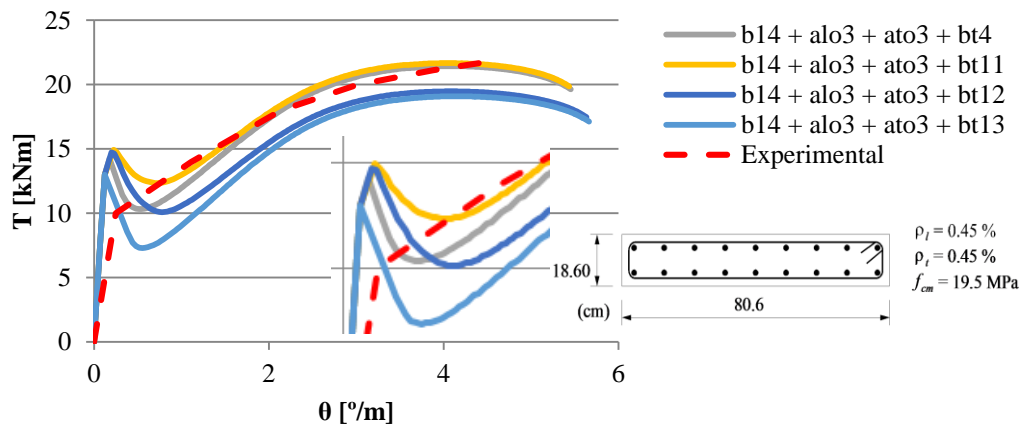 25
20
15
10
5
0
T [kNm]
0
2
4
6
θ [º/m]
b14 + alo3 + ato3 + bt4
b14 + alo3 + ato3 + bt11
b14 + alo3 + ato3 + bt12
b14 + alo3 + ato3 + bt13
Experimental
18.60
(cm)
80.6
ρl = 0.45 %
ρt = 0.45 %
fcm = 19.5 MPa